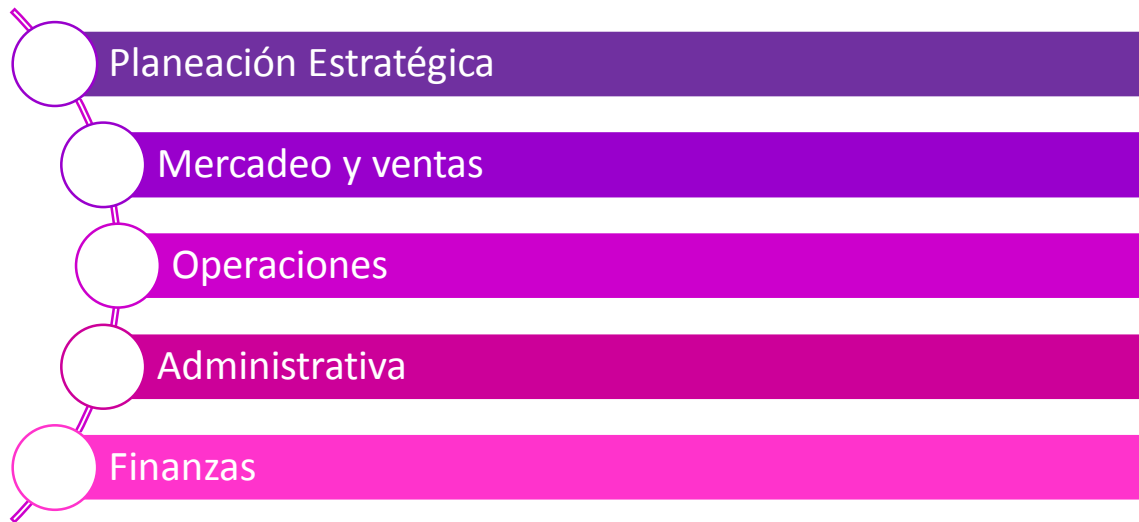 Planeación Estratégica
Mercadeo y ventas
Operaciones
Administrativa
Finanzas